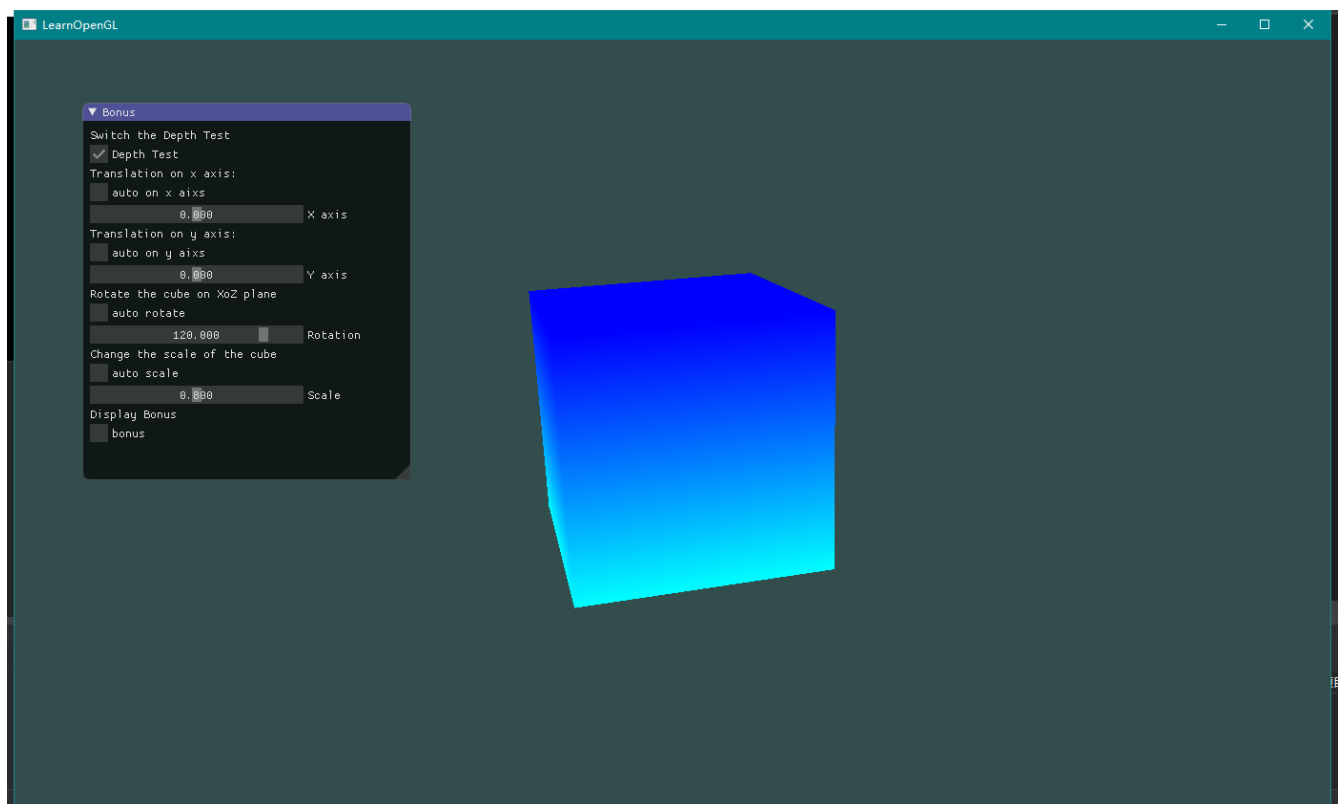 LearnOpenGL
Bonus
Switch the Depth Test
Depth Test
Translation on x axis:
auto on x aixs
0.000 X axis
Translation on y axis:
auto on y aixs
0.000 Y axis
Rotate the cube on XoZ plane
auto rotate
120.000 Rotation
Change the scale of the cube
auto scale
0.800 Scale
Display Bonus
bonus